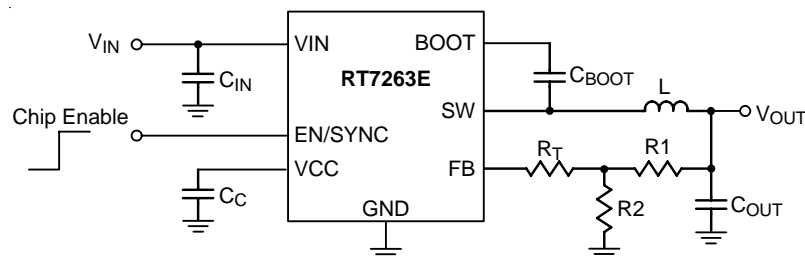 V_IN
VIN
BOOT
C_IN
RT7263E
C_BOOT
L
Chip Enable
SW
V_OUT
EN/SYNC
VCC
FB
R_T
R1
C_C
GND
R2
C_OUT